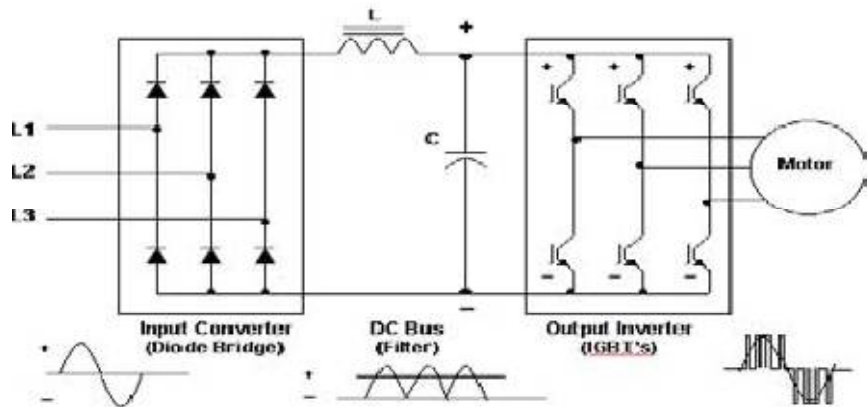 L
+
+
+
+
L1
L2
L3
C
Motor
−
−
−
−
Input Converter
(Diode Bridge)
DC Bus
(Filter)
Output Inverter
(IGBT's)
+
−
+
−